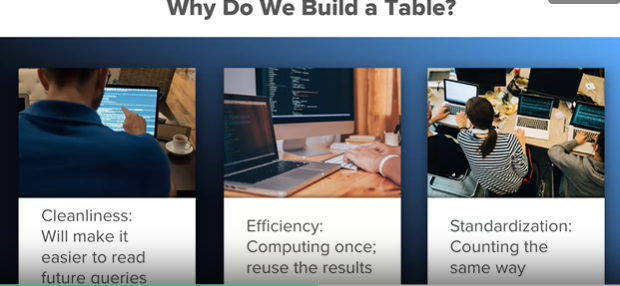 Why Do We Build a Table?
Cleanliness:
Will make it
easier to read
future queries
Efficiency:
Computing once;
reuse the results
Standardization:
Counting the
same way